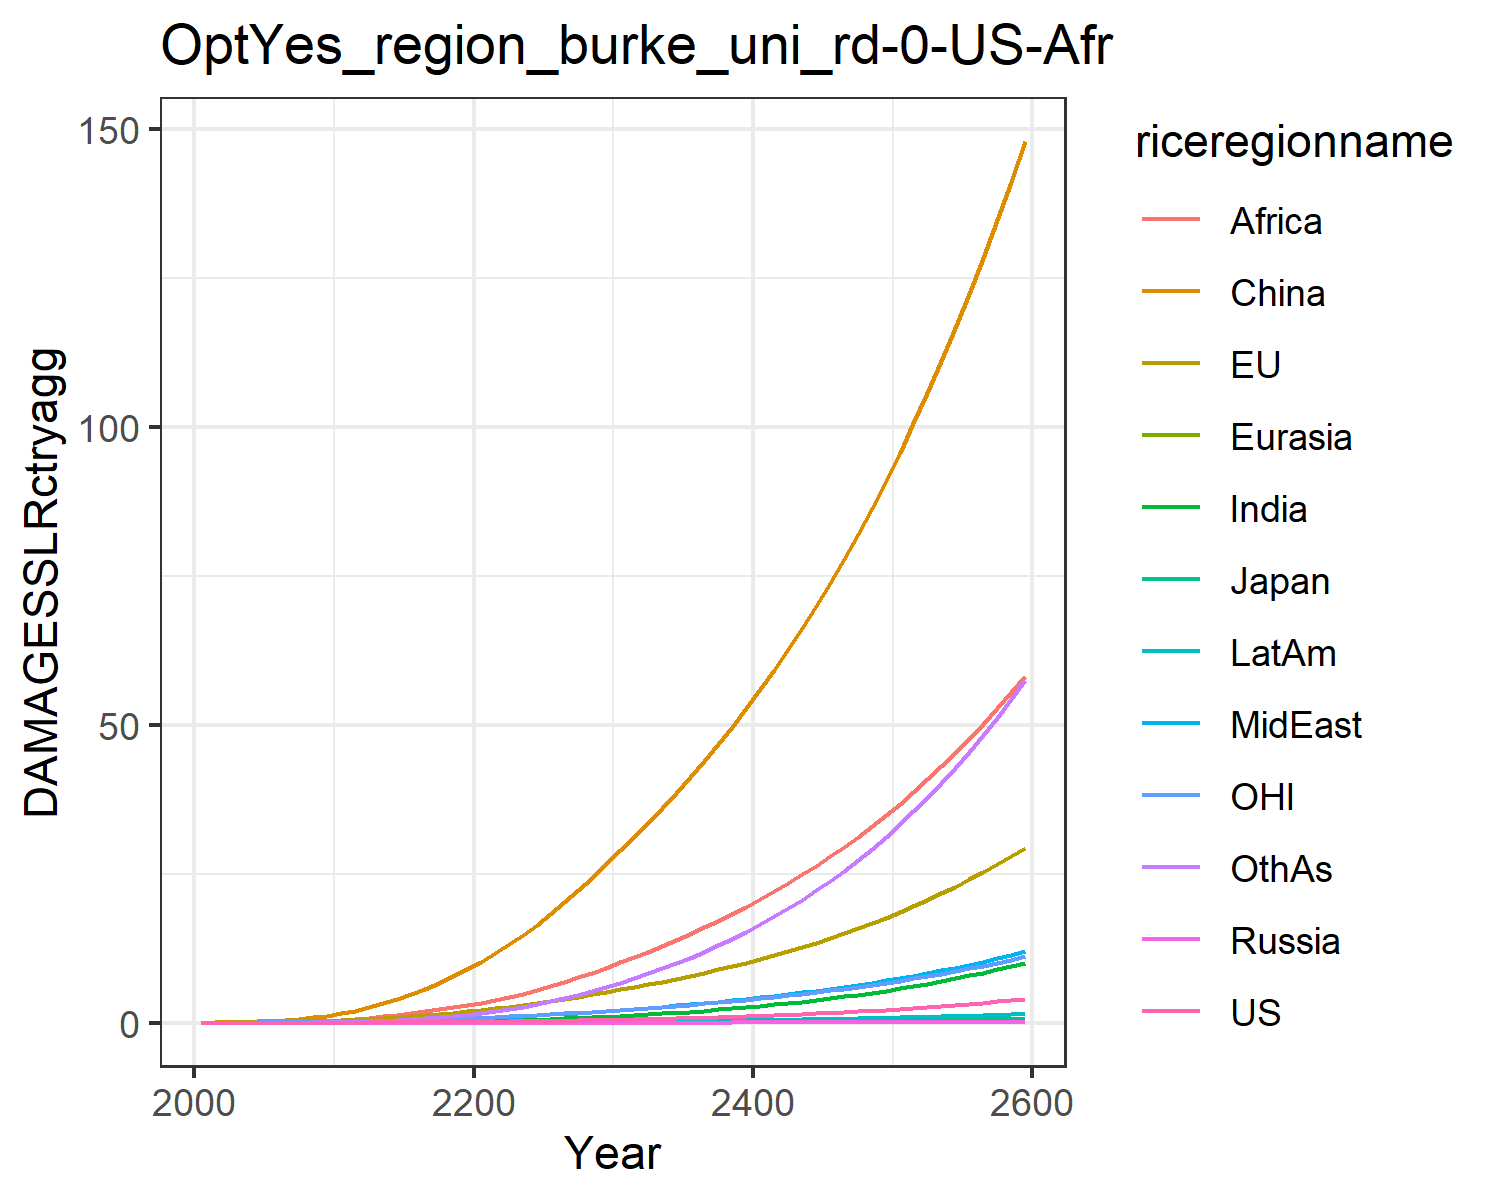 OptYes_region_burke_uni_rd-0-US-Afr
150
100
50
0
DAMAGESSLRctryagg
2000
2200
2400
2600
Year
riceregionname
Africa
China
EU
Eurasia
India
Japan
LatAm
MidEast
OHI
OthAs
Russia
US